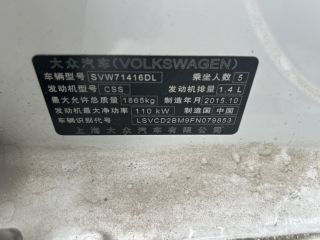 大众汽车(VOLKSWAGEN)
车辆型号 SVW71416DL 乘坐人数 5
发动机型号 CSS 发动机排量 1.4 L
最大允许总质量 1865kg 制造年月 2015.10
发动机最大净功率 110 kW 制造国 中国
车辆识别代号 LSVCD2BM9FN079853
上海大众汽车有限公司